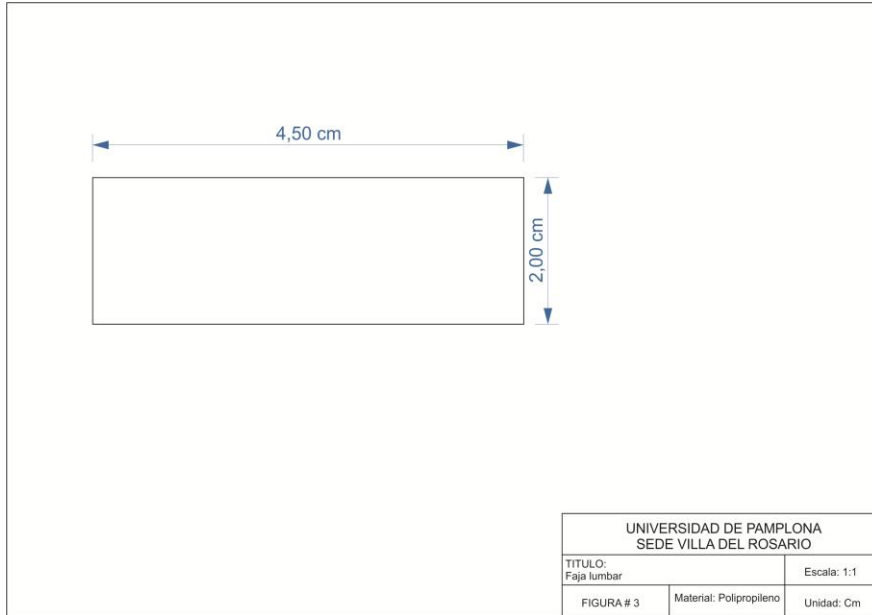 4,50 cm
2,00 cm
UNIVERSIDAD DE PAMPLONA
SEDE VILLA DEL ROSARIO
TITULO:
Faja lumbar
Escala: 1:1
FIGURA # 3
Material: Polipropileno
Unidad: Cm